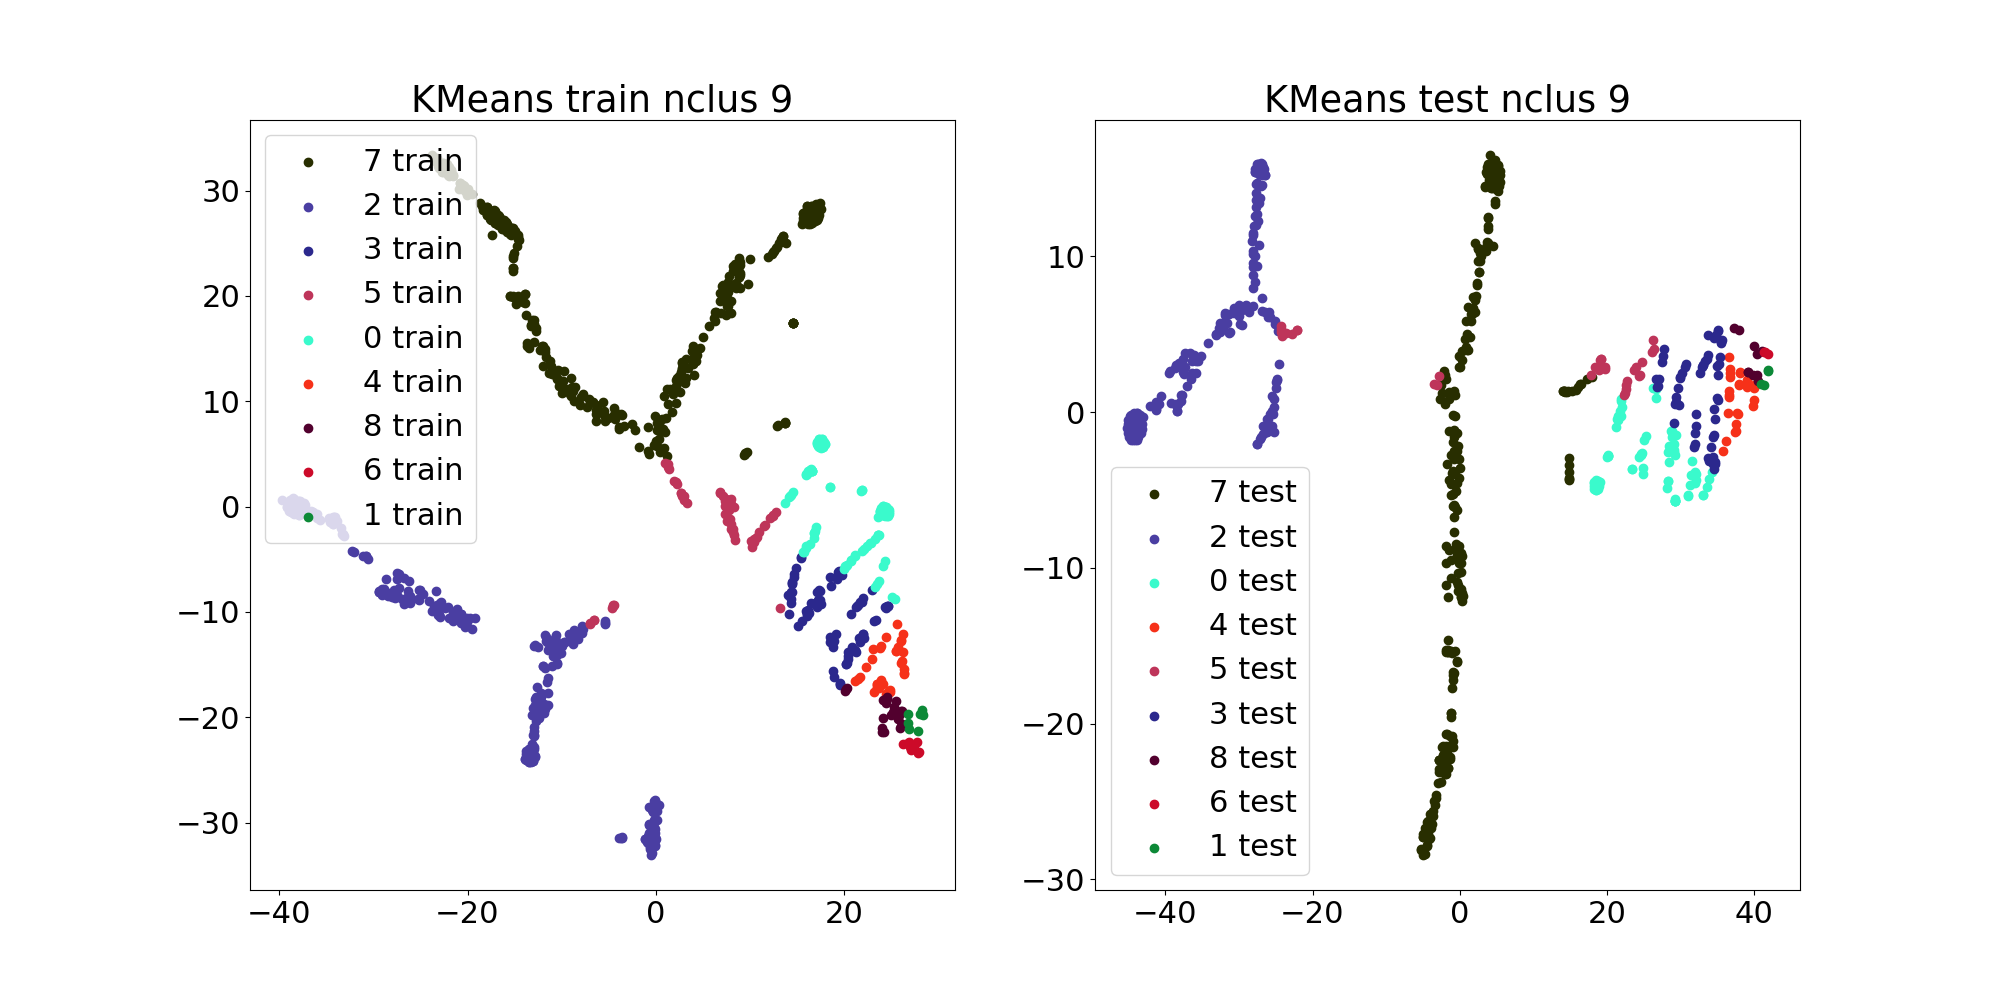 KMeans train nclus 9
30
20
10
0
−10
−20
−30
−40
−20
0
20
7 train
2 train
3 train
5 train
0 train
4 train
8 train
6 train
1 train
KMeans test nclus 9
10
0
−10
−20
−30
−40
−20
0
20
40
7 test
2 test
0 test
4 test
5 test
3 test
8 test
6 test
1 test